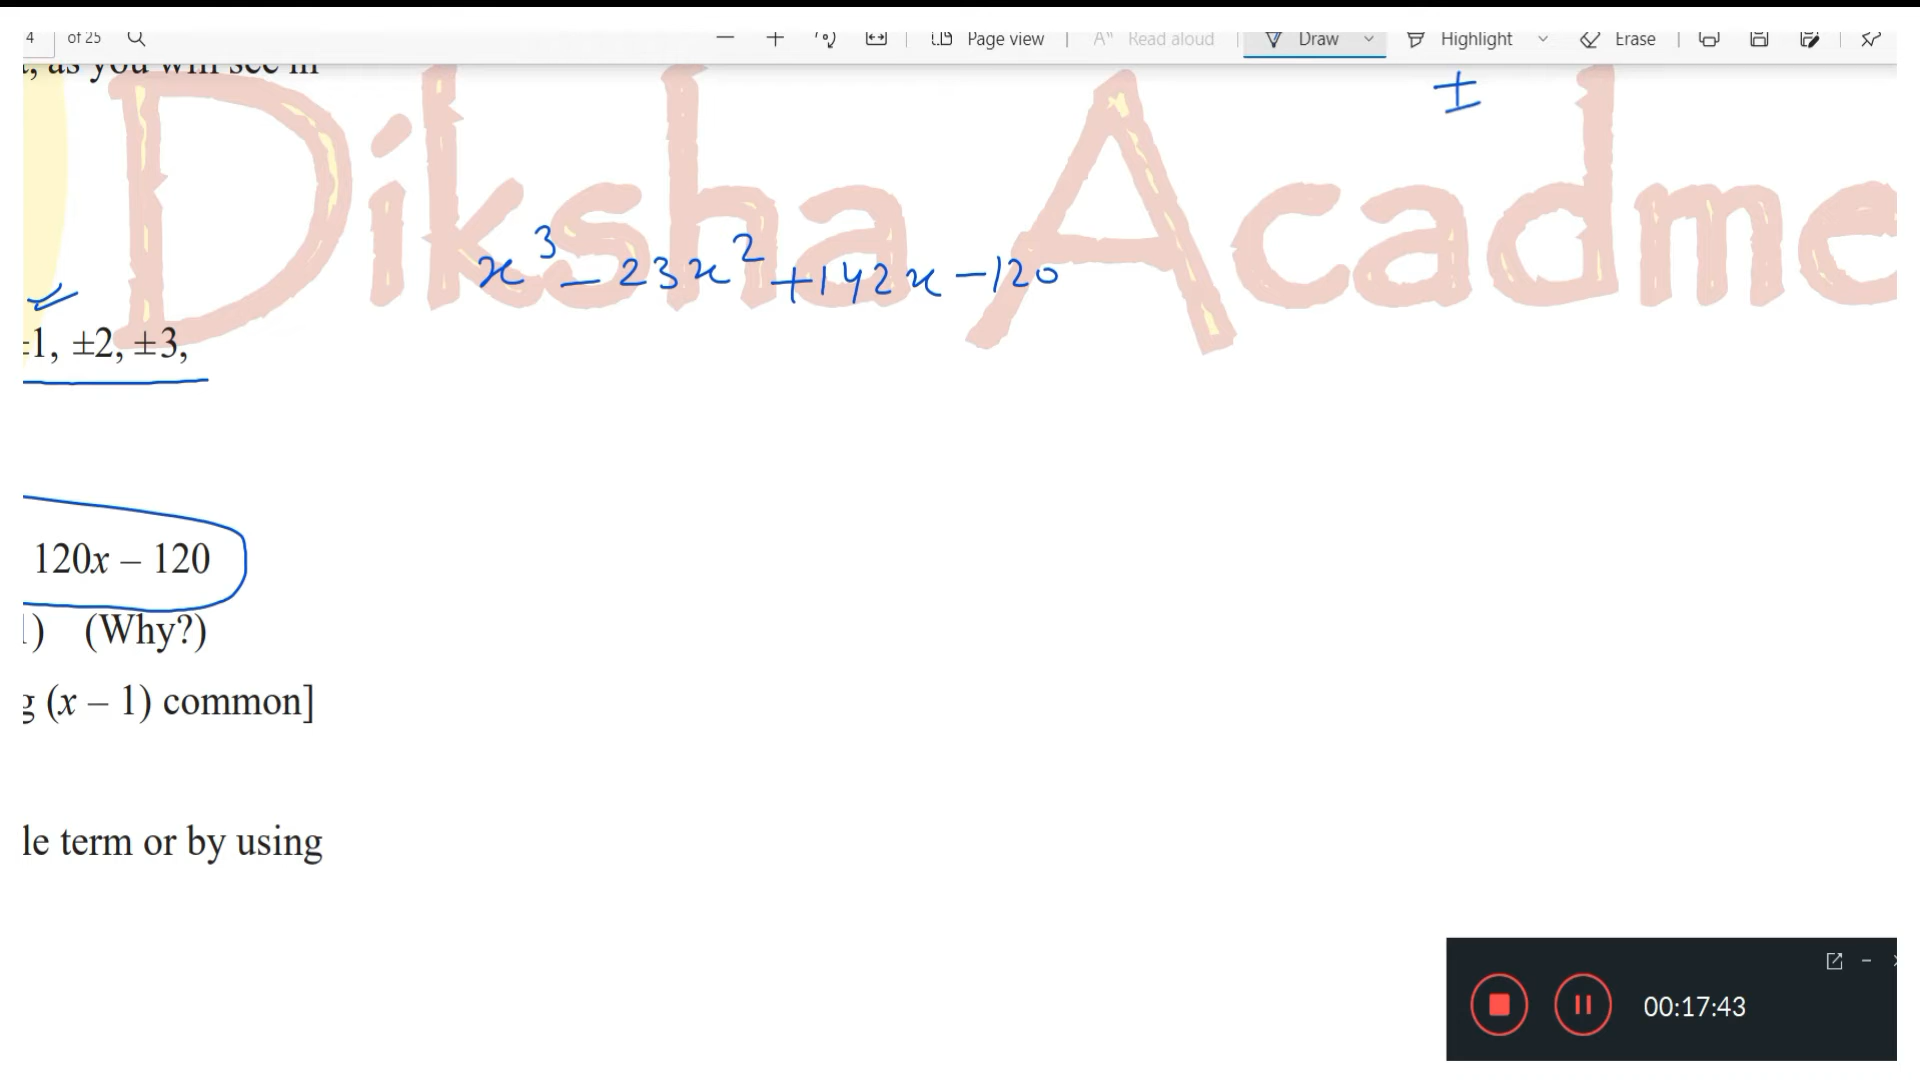 4 of 25 Page view Read aloud Draw Highlight Erase
, as you will see in
±
Diksha Acadme
x³ – 23x² + 142x – 120
1, ±2, ±3,
120x – 120
) (Why?)
g (x – 1) common]
le term or by using
00:17:43